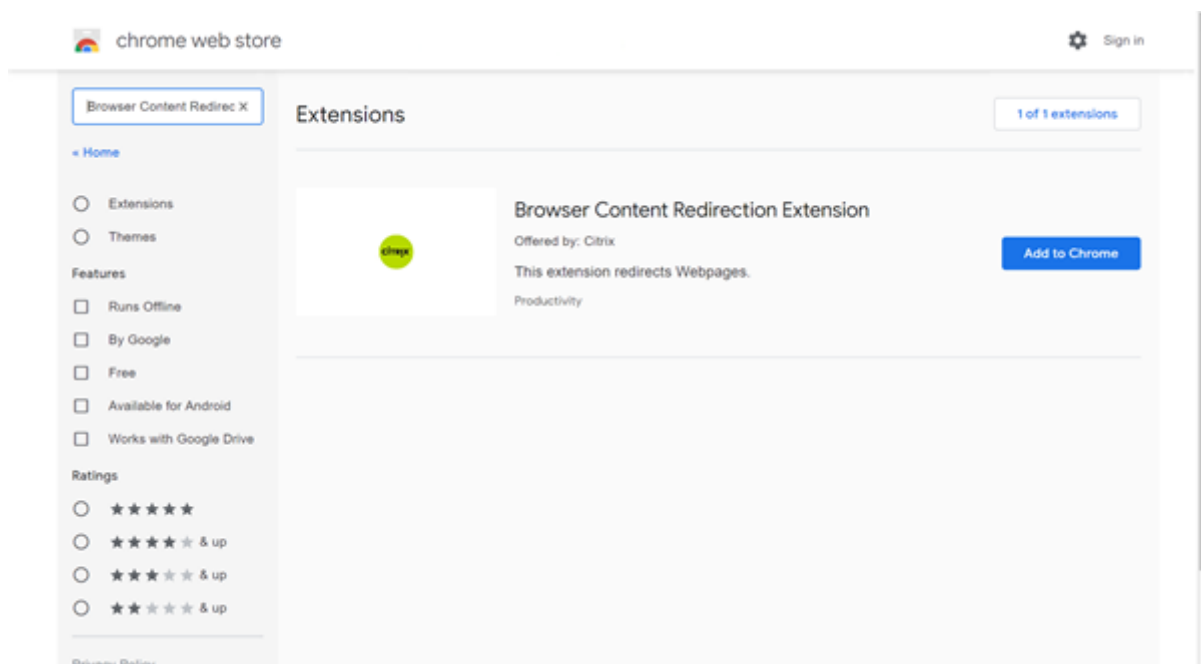 chrome web store
Sign in
Browser Content Redirec ×
« Home
Extensions
Themes
Features
Runs Offline
By Google
Free
Available for Android
Works with Google Drive
Ratings
& up
& up
& up
Privacy Policy
Extensions
1 of 1 extensions
citrix
Browser Content Redirection Extension
Offered by: Citrix
This extension redirects Webpages.
Productivity
Add to Chrome